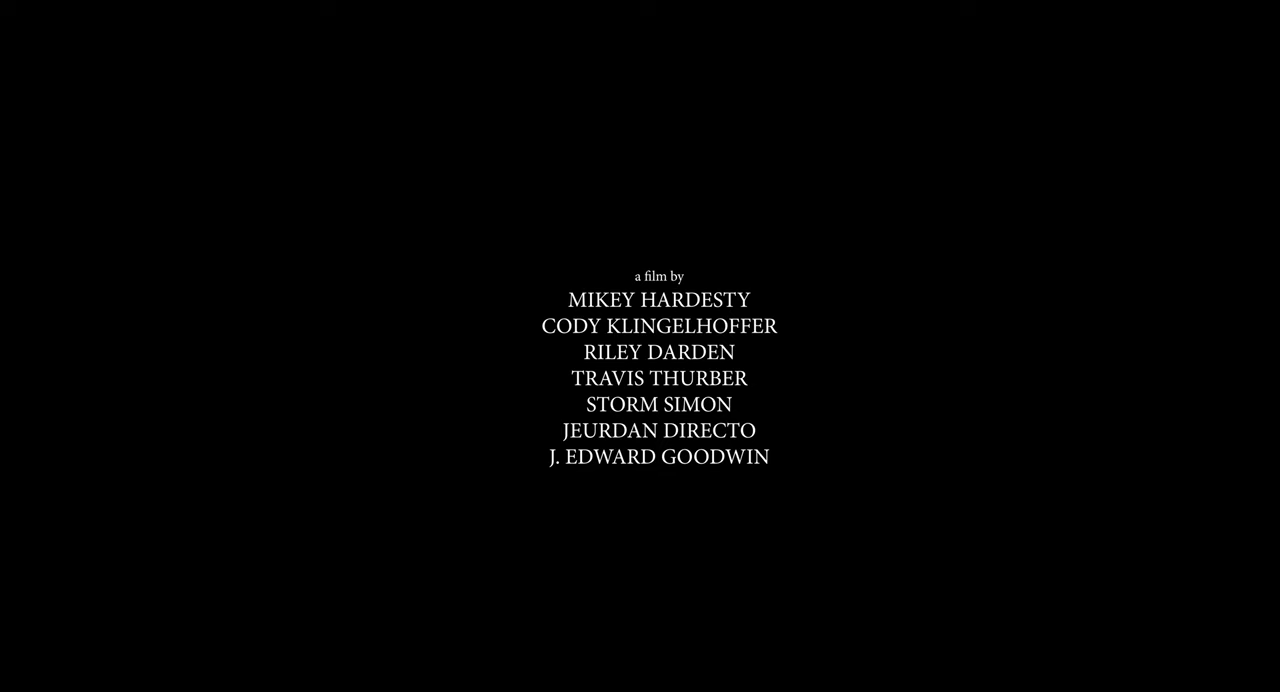 a film by
MIKEY HARDESTY
CODY KLINGELHOFFER
RILEY DARDEN
TRAVIS THURBER
STORM SIMON
JEURDAN DIRECTO
J. EDWARD GOODWIN